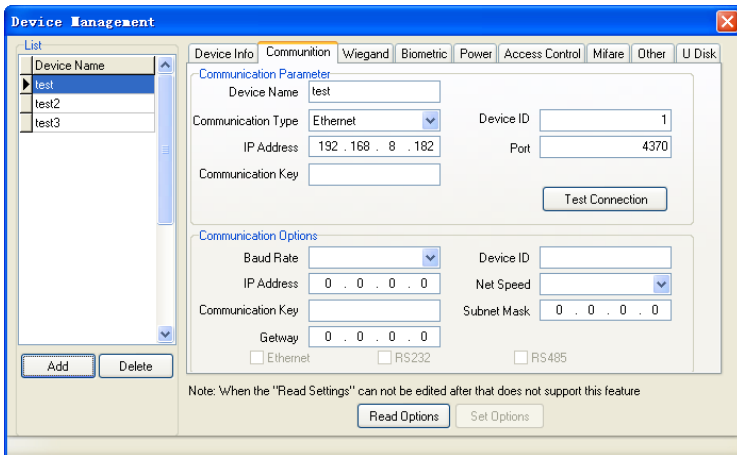 Device Management
List
Device Name
test
test2
test3
Add
Delete
Device Info Communition Wiegand Biometric Power Access Control Mifare Other U Disk
Communication Parameter
Device Name test
Communication Type Ethernet Device ID 1
IP Address 192 . 168 . 8 . 182 Port 4370
Communication Key
Test Connection
Communication Options
Baud Rate Device ID
IP Address 0 . 0 . 0 . 0 Net Speed
Communication Key Subnet Mask 0 . 0 . 0 . 0
Getway 0 . 0 . 0 . 0
Ethernet RS232 RS485
Note: When the "Read Settings" can not be edited after that does not support this feature
Read Options Set Options